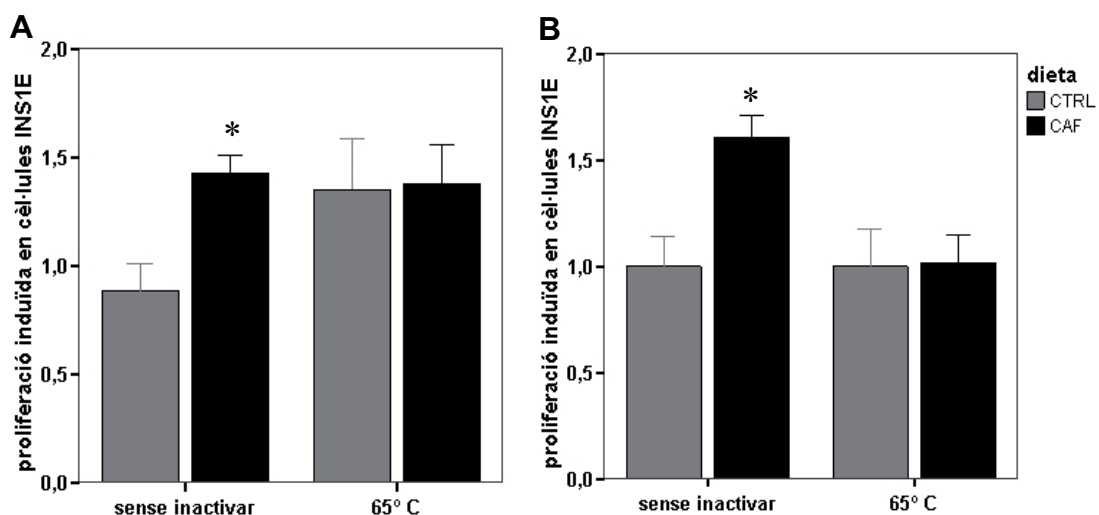 A
proliferació induïda en cèl·lules INS1E
2,0
1,5
1,0
0,5
0,0
*
sense inactivar
65º C
B
proliferació induïda en cèl·lules INS1E
2,0
1,5
1,0
0,5
0,0
*
sense inactivar
65º C
dieta
CTRL
CAF